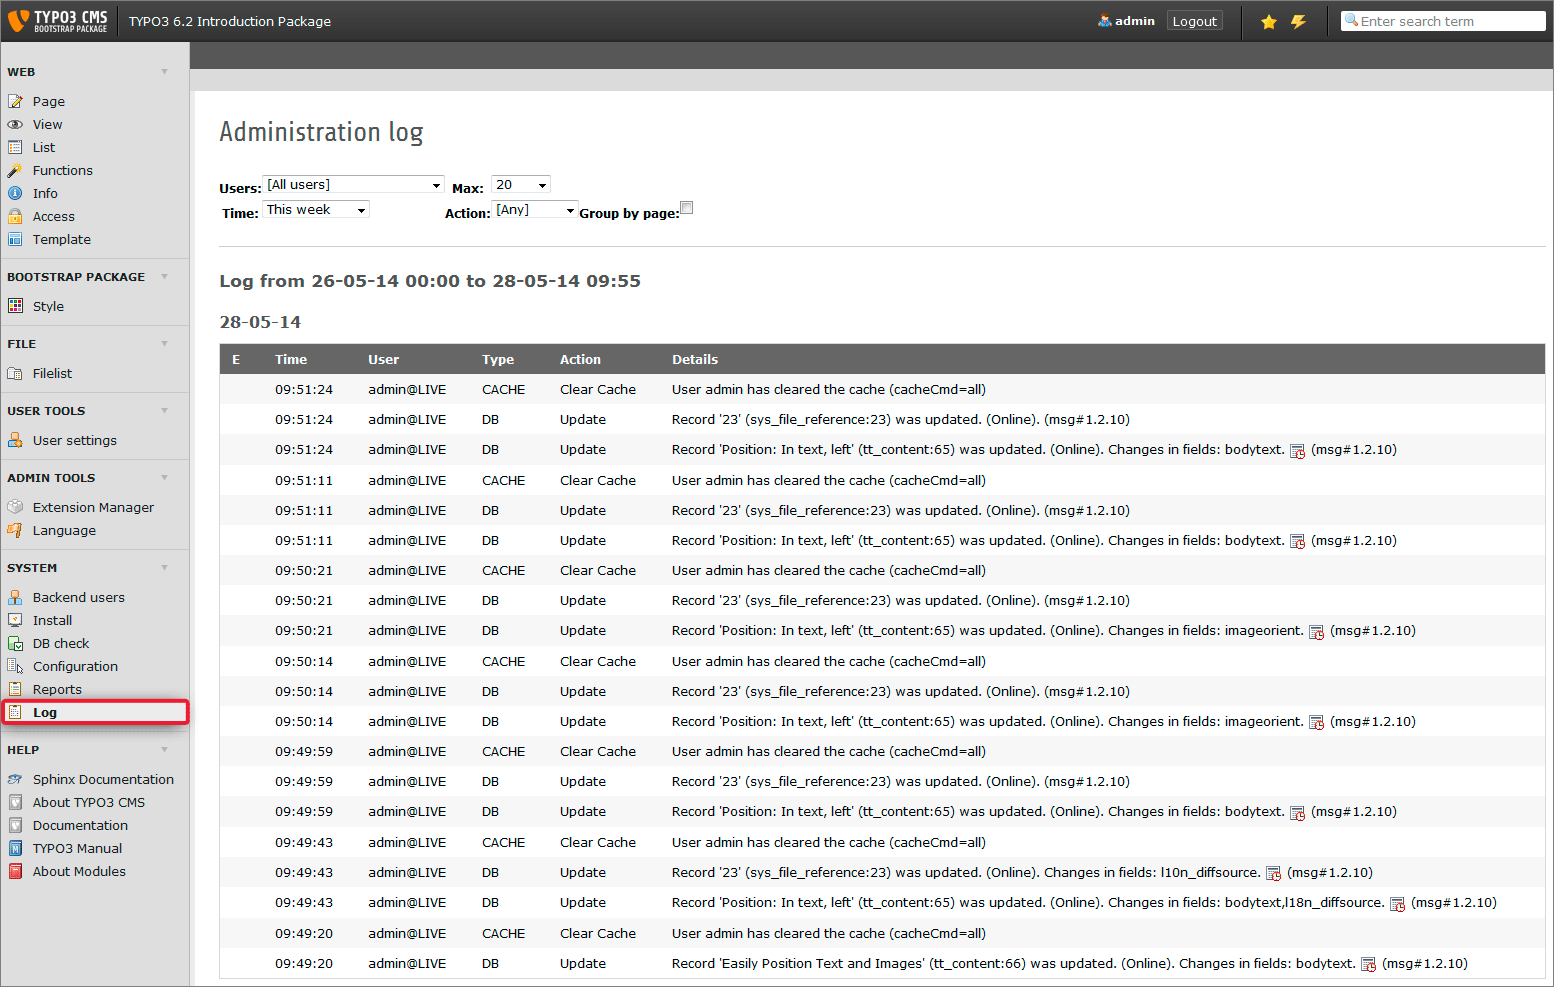 TYPO3 CMS
BOOTSTRAP PACKAGE
TYPO3 6.2 Introduction Package
admin
Logout
Enter search term
WEB
Page
View
List
Functions
Info
Access
Template
BOOTSTRAP PACKAGE
Style
FILE
Filelist
USER TOOLS
User settings
ADMIN TOOLS
Extension Manager
Language
SYSTEM
Backend users
Install
DB check
Configuration
Reports
Log
HELP
Sphinx Documentation
About TYPO3 CMS
Documentation
TYPO3 Manual
About Modules
Administration log
Users: [All users] Max: 20
Time: This week Action: [Any] Group by page:
Log from 26-05-14 00:00 to 28-05-14 09:55
28-05-14
E Time User Type Action Details
09:51:24 admin@LIVE CACHE Clear Cache User admin has cleared the cache (cacheCmd=all)
09:51:24 admin@LIVE DB Update Record '23' (sys_file_reference:23) was updated. (Online). (msg#1.2.10)
09:51:24 admin@LIVE DB Update Record 'Position: In text, left' (tt_content:65) was updated. (Online). Changes in fields: bodytext. (msg#1.2.10)
09:51:11 admin@LIVE CACHE Clear Cache User admin has cleared the cache (cacheCmd=all)
09:51:11 admin@LIVE DB Update Record '23' (sys_file_reference:23) was updated. (Online). (msg#1.2.10)
09:51:11 admin@LIVE DB Update Record 'Position: In text, left' (tt_content:65) was updated. (Online). Changes in fields: bodytext. (msg#1.2.10)
09:50:21 admin@LIVE CACHE Clear Cache User admin has cleared the cache (cacheCmd=all)
09:50:21 admin@LIVE DB Update Record '23' (sys_file_reference:23) was updated. (Online). (msg#1.2.10)
09:50:21 admin@LIVE DB Update Record 'Position: In text, left' (tt_content:65) was updated. (Online). Changes in fields: imageorient. (msg#1.2.10)
09:50:14 admin@LIVE CACHE Clear Cache User admin has cleared the cache (cacheCmd=all)
09:50:14 admin@LIVE DB Update Record '23' (sys_file_reference:23) was updated. (Online). (msg#1.2.10)
09:50:14 admin@LIVE DB Update Record 'Position: In text, left' (tt_content:65) was updated. (Online). Changes in fields: imageorient. (msg#1.2.10)
09:49:59 admin@LIVE CACHE Clear Cache User admin has cleared the cache (cacheCmd=all)
09:49:59 admin@LIVE DB Update Record '23' (sys_file_reference:23) was updated. (Online). (msg#1.2.10)
09:49:59 admin@LIVE DB Update Record 'Position: In text, left' (tt_content:65) was updated. (Online). Changes in fields: bodytext. (msg#1.2.10)
09:49:43 admin@LIVE CACHE Clear Cache User admin has cleared the cache (cacheCmd=all)
09:49:43 admin@LIVE DB Update Record '23' (sys_file_reference:23) was updated. (Online). Changes in fields: l10n_diffsource. (msg#1.2.10)
09:49:43 admin@LIVE DB Update Record 'Position: In text, left' (tt_content:65) was updated. (Online). Changes in fields: bodytext,l18n_diffsource. (msg#1.2.10)
09:49:20 admin@LIVE CACHE Clear Cache User admin has cleared the cache (cacheCmd=all)
09:49:20 admin@LIVE DB Update Record 'Easily Position Text and Images' (tt_content:66) was updated. (Online). Changes in fields: bodytext. (msg#1.2.10)